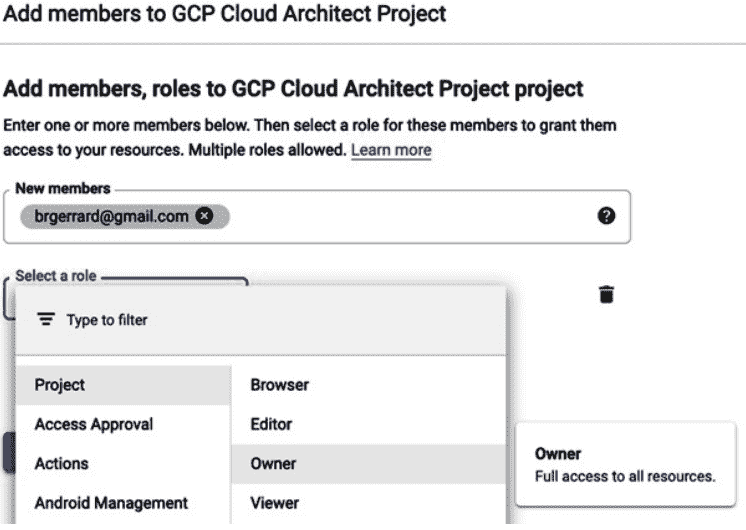 Add members to GCP Cloud Architect Project
Add members, roles to GCP Cloud Architect Project project
Enter one or more members below. Then select a role for these members to grant them
access to your resources. Multiple roles allowed. Learn more
New members
brgerrard@gmail.com
Select a role
Type to filter
Project
Browser
Access Approval
Editor
Actions
Owner
Android Management
Viewer
Owner
Full access to all resources.